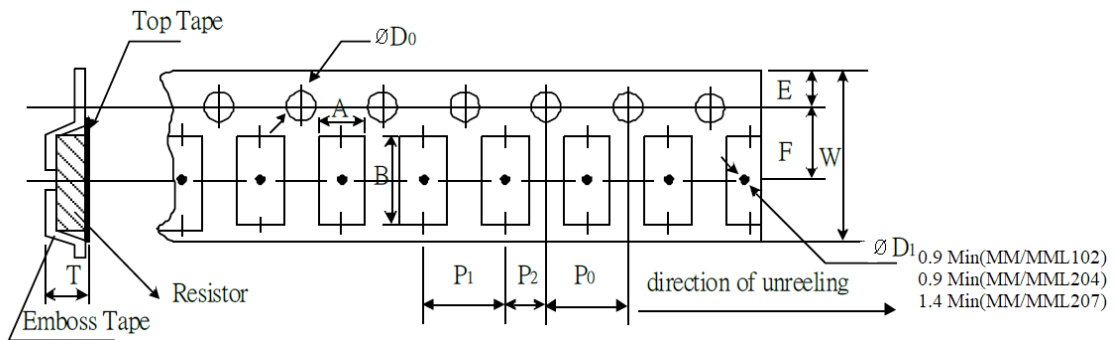 Top Tape
ØD0
E
A
F
W
B
ØD1
0.9 Min(MM/MML102)
0.9 Min(MM/MML204)
1.4 Min(MM/MML207)
T
Resistor
P1
P2
P0
direction of unreeling
Emboss Tape